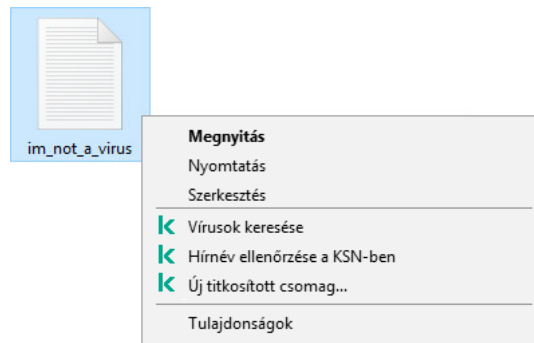 im_not_a_virus
Megnyitás
Nyomtatás
Szerkesztés
Vírusok keresése
Hírnév ellenőrzése a KSN-ben
Új titkosított csomag...
Tulajdonságok